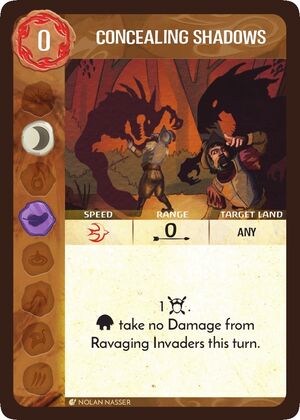 0
CONCEALING SHADOWS
SPEED RANGE TARGET LAND
0 ANY
1 .
take no Damage from
Ravaging Invaders this turn.
NOLAN NASSER